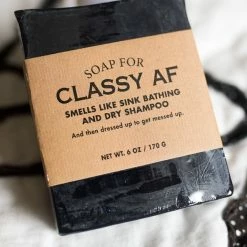 SOAP FOR
CLASSY AF
SMELLS LIKE SINK BATHING
AND DRY SHAMPOO
And then dressed up to get messed up.
NET WT. 6 OZ / 170 G